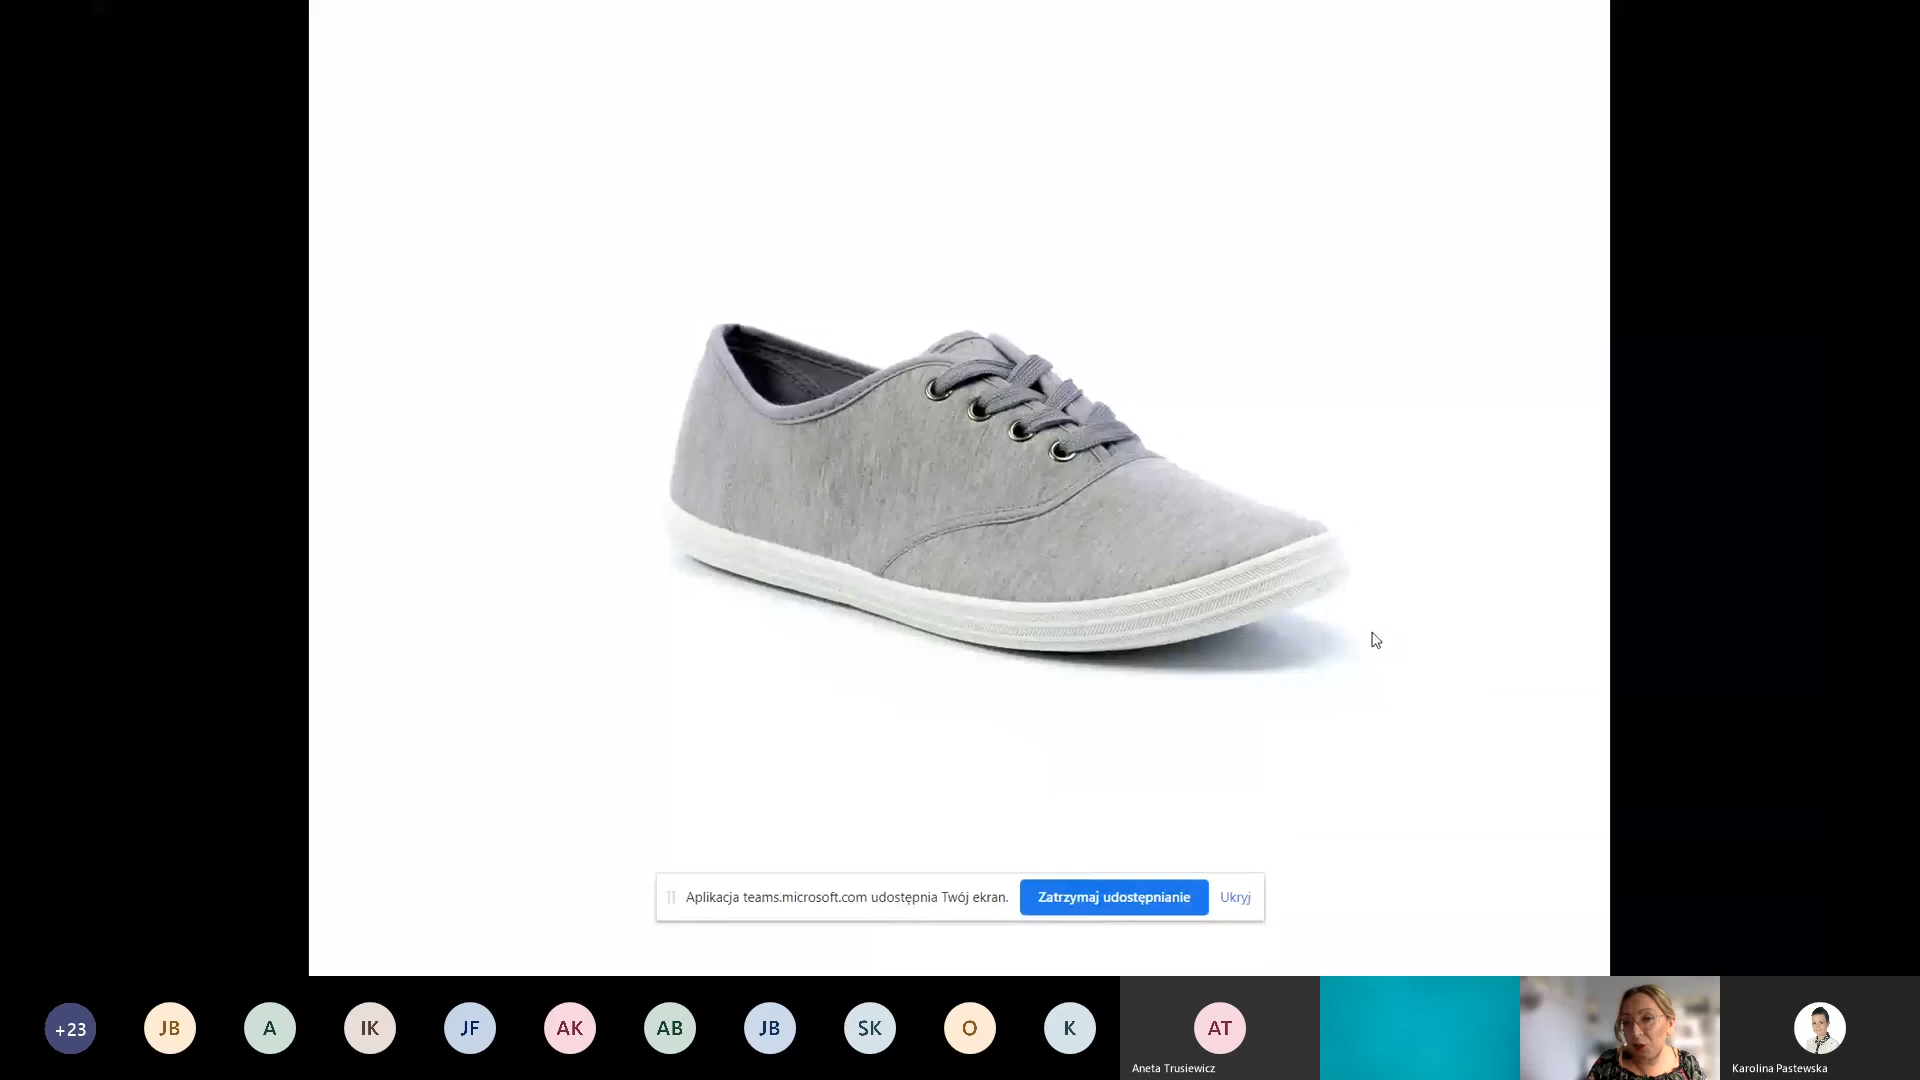 Aplikacja teams.microsoft.com udostępnia Twój ekran. Zatrzymaj udostępnianie Ukryj
+23 JB A IK JF AK AB JB SK O K AT
Aneta Trusiewicz Karolina Pastewska